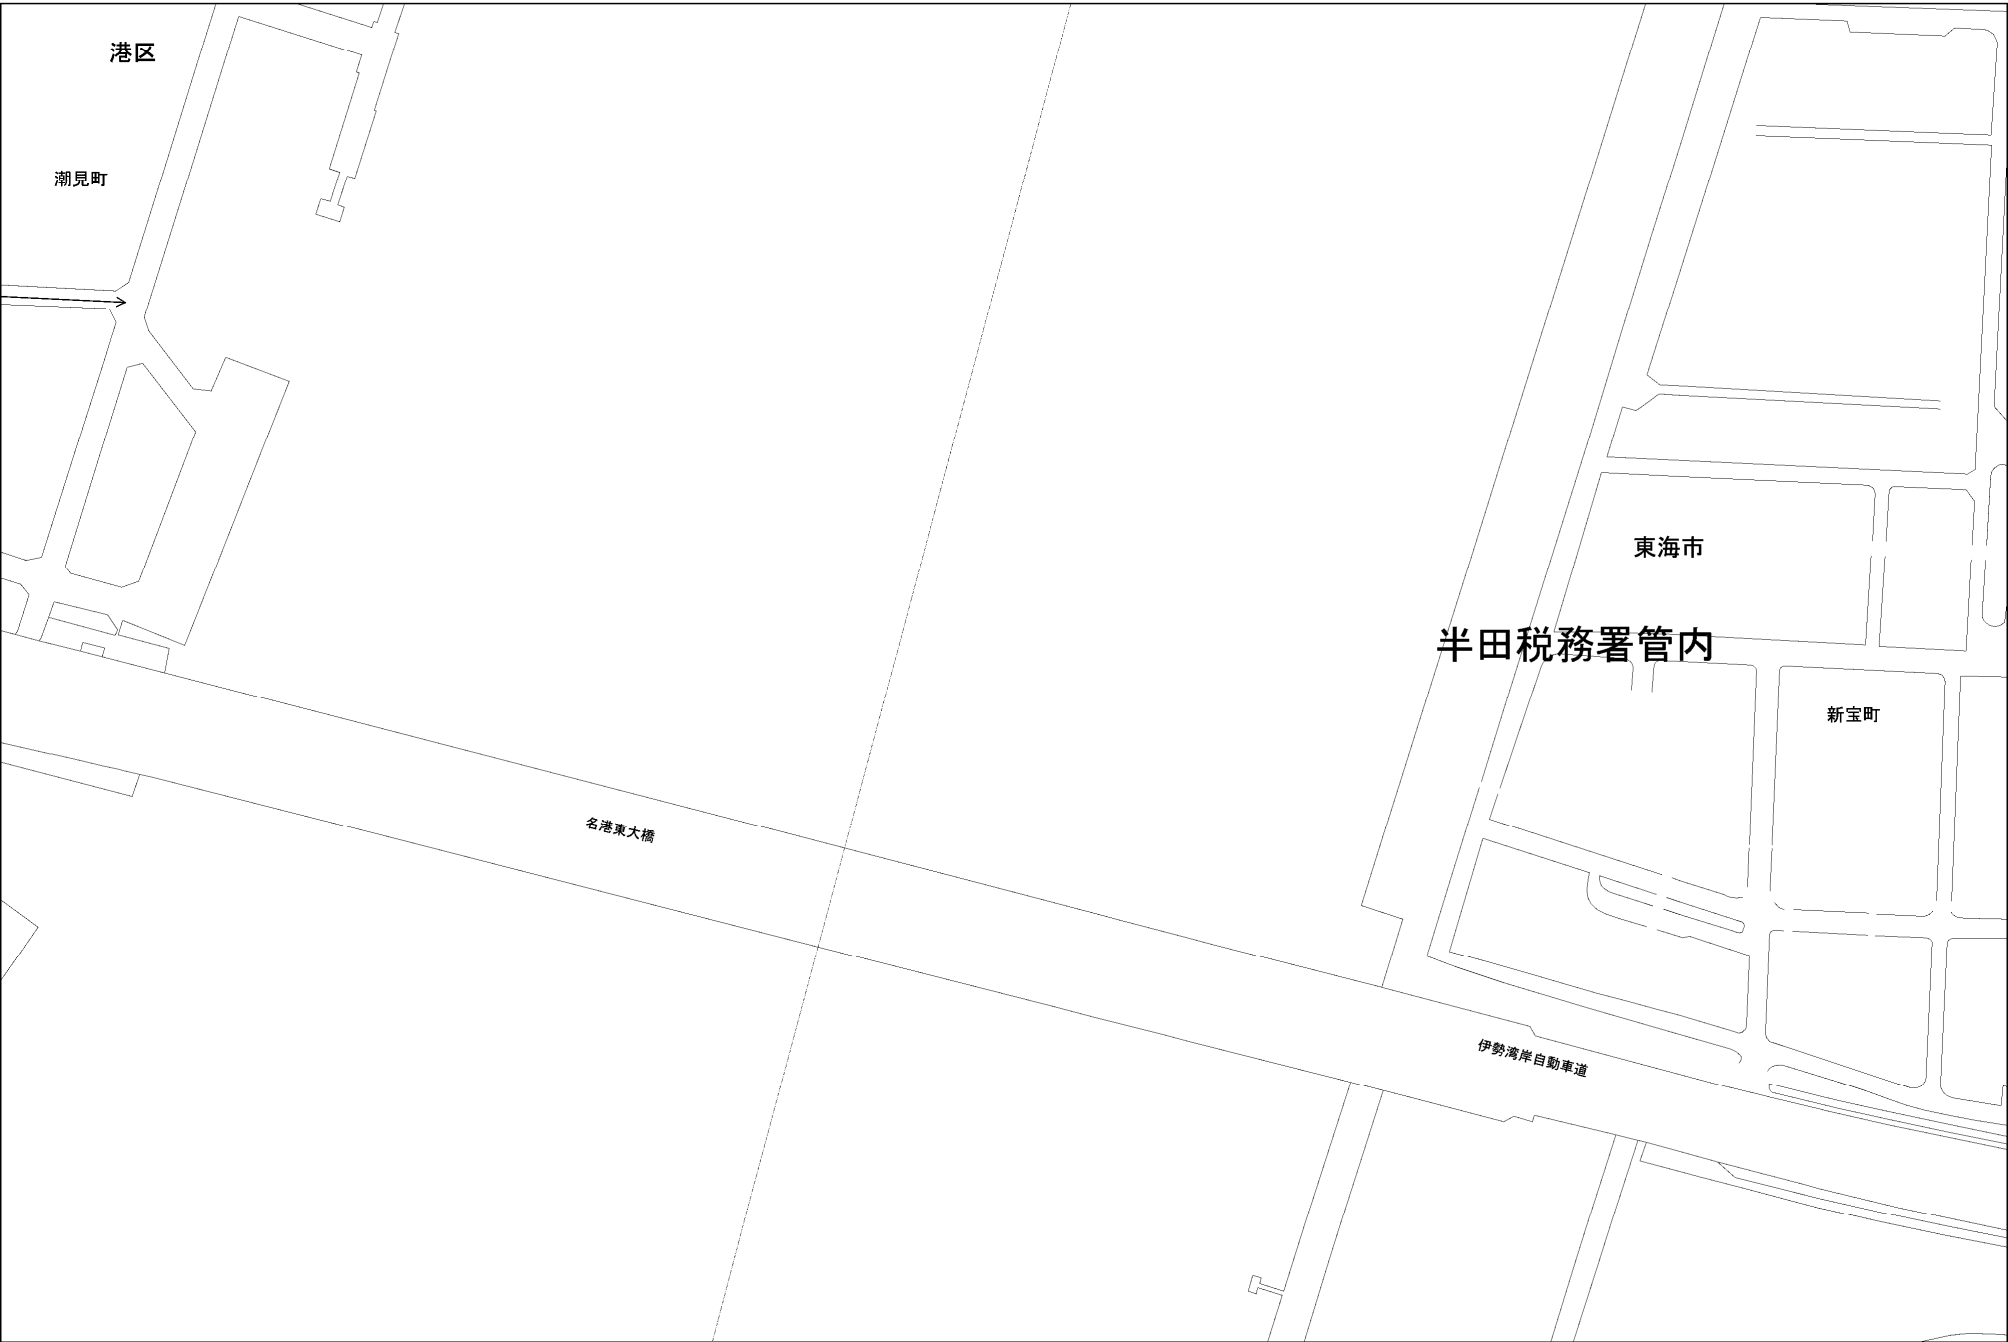 港区
潮見町
東海市
半田税務署管内
新宝町
名港東大橋
伊勢湾岸自動車道